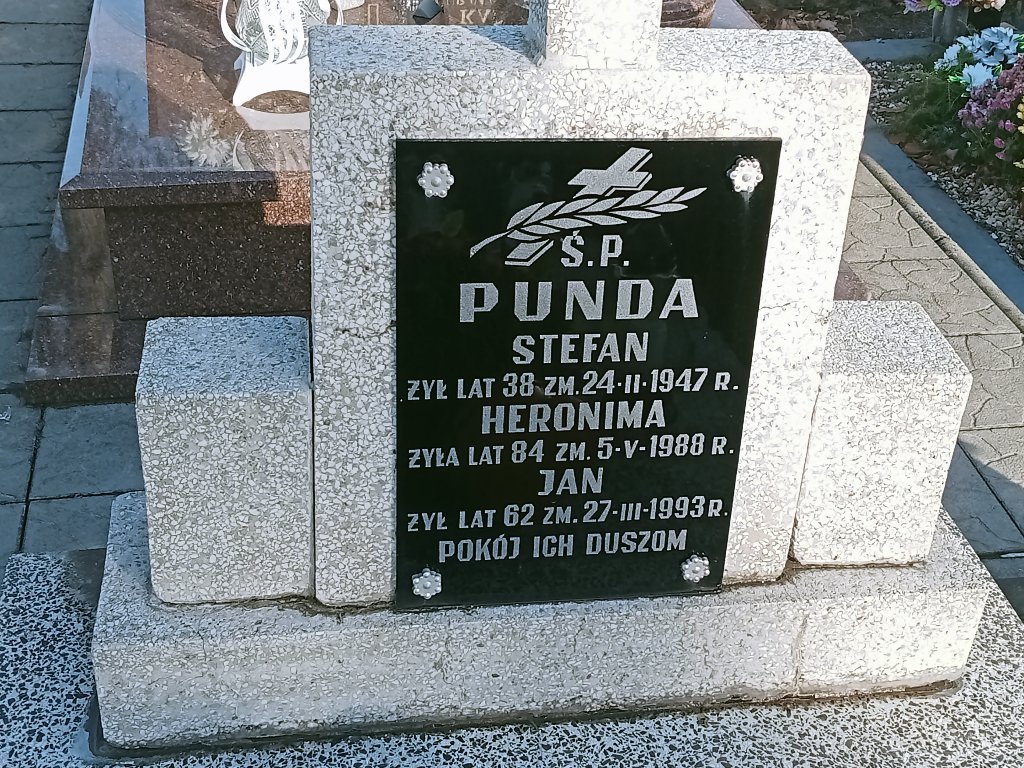 KY
Ś.P.
PUNDA
STEFAN
ŻYŁ LAT 38 ZM. 24-II-1947 R.
HERONIMA
ŻYŁA LAT 84 ZM. 5-V-1988 R.
JAN
ŻYŁ LAT 62 ZM. 27-III-1993 R.
POKÓJ ICH DUSZOM